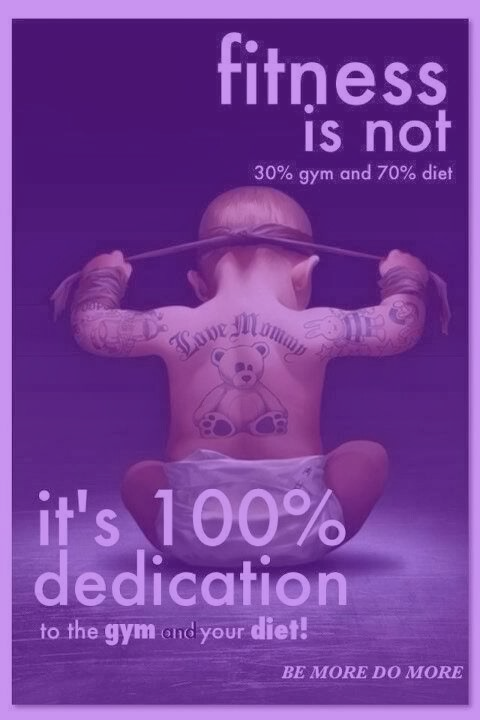 fitness
is not
30% gym and 70% diet
Love Mommy
it's 100%
dedication
to the gym and your diet!
BE MORE DO MORE